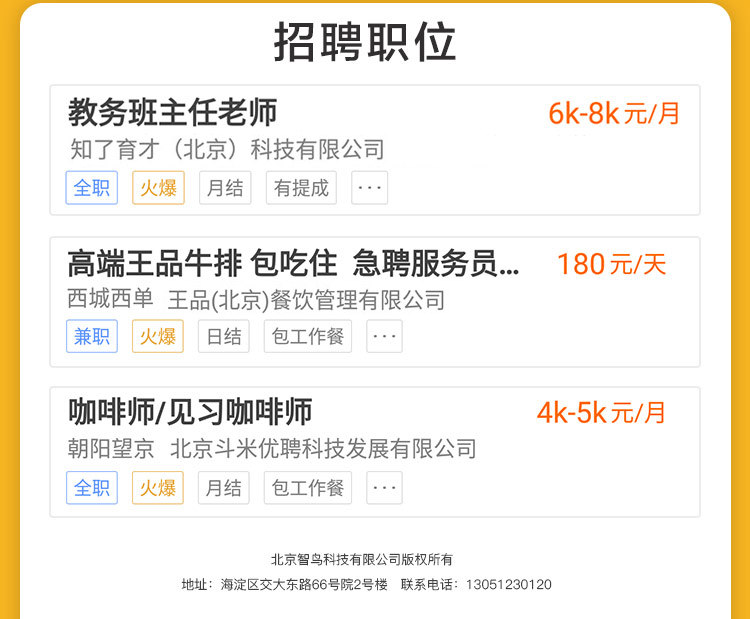 招聘职位
教务班主任老师 6k-8k元/月
知了育才（北京）科技有限公司
全职 火爆 月结 有提成 ···
高端王品牛排 包吃住 急聘服务员... 180元/天
西城西单 王品(北京)餐饮管理有限公司
兼职 火爆 日结 包工作餐 ···
咖啡师/见习咖啡师 4k-5k元/月
朝阳望京 北京斗米优聘科技发展有限公司
全职 火爆 月结 包工作餐 ···
北京智鸟科技有限公司版权所有
地址：海淀区交大东路66号院2号楼 联系电话：13051230120